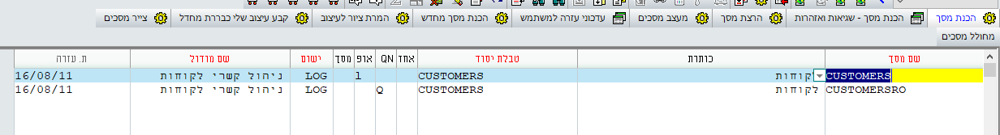 הכנת מסך הכנת מסך - שגיאות ואזהרות הרצת מסך מעצב מסכים עדכוני עזרה למשתמש הכנת מסך מחדש המרת ציור לעיצוב קבע עיצוב שלי כברירת מחדל צייר מסכים
מחולל מסכים
שם מסך כותרת טבלת יסוד אחד QN אופ מסך ישום שם מודול ת. עזרה
CUSTOMERS לקוחות CUSTOMERS 1 LOG ניהול קשרי לקוחות 16/08/11
CUSTOMERSRO לקוחות CUSTOMERS Q LOG ניהול קשרי לקוחות 16/08/11